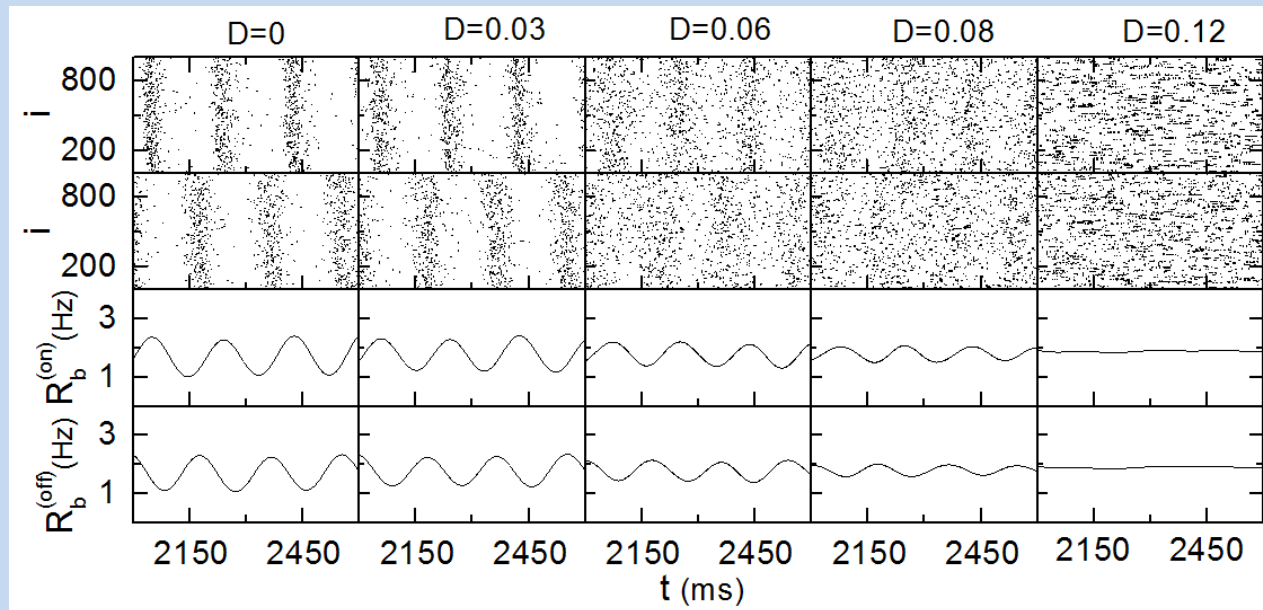 D=0 D=0.03 D=0.06 D=0.08 D=0.12
i 800
200
i 800
200
R_b^(on)(Hz) 3
1
R_b^(off)(Hz) 3
1
2150 2450 2150 2450 2150 2450 2150 2450 2150 2450
t (ms)